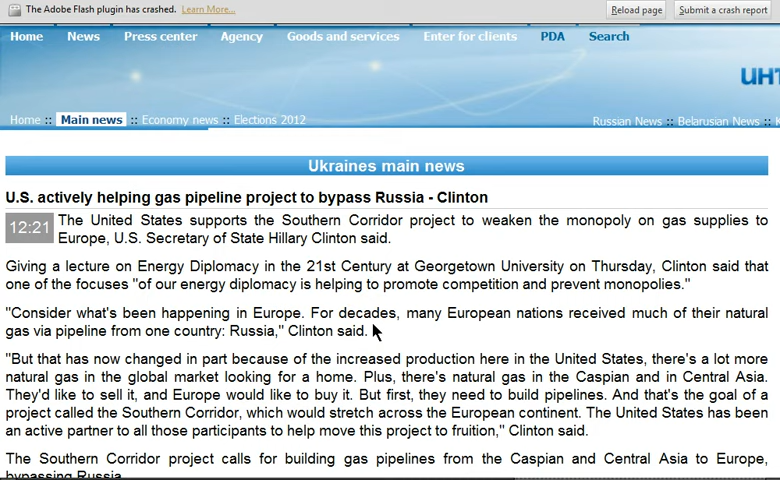 The Adobe Flash plugin has crashed. Learn More...
Reload page
Submit a crash report
Home News Press center Agency Goods and services Enter for clients PDA Search
Home :: Main news :: Economy news :: Elections 2012
Russian News :: Belarusian News ::
Ukraines main news
U.S. actively helping gas pipeline project to bypass Russia - Clinton
12:21
The United States supports the Southern Corridor project to weaken the monopoly on gas supplies to
Europe, U.S. Secretary of State Hillary Clinton said.
Giving a lecture on Energy Diplomacy in the 21st Century at Georgetown University on Thursday, Clinton said that
one of the focuses "of our energy diplomacy is helping to promote competition and prevent monopolies."
"Consider what's been happening in Europe. For decades, many European nations received much of their natural
gas via pipeline from one country: Russia," Clinton said.
"But that has now changed in part because of the increased production here in the United States, there's a lot more
natural gas in the global market looking for a home. Plus, there's natural gas in the Caspian and in Central Asia.
They'd like to sell it, and Europe would like to buy it. But first, they need to build pipelines. And that's the goal of a
project called the Southern Corridor, which would stretch across the European continent. The United States has been
an active partner to all those participants to help move this project to fruition," Clinton said.
The Southern Corridor project calls for building gas pipelines from the Caspian and Central Asia to Europe,
bypassing Russia.